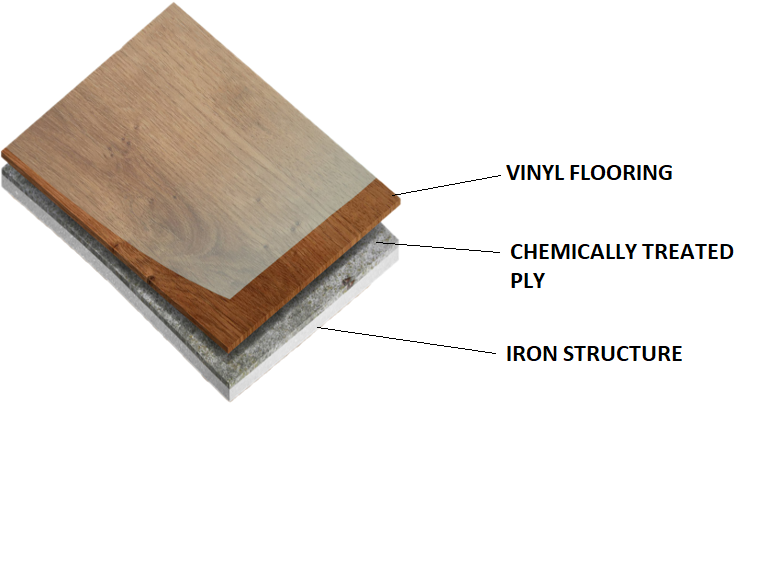 VINYL FLOORING
CHEMICALLY TREATED
PLY
IRON STRUCTURE